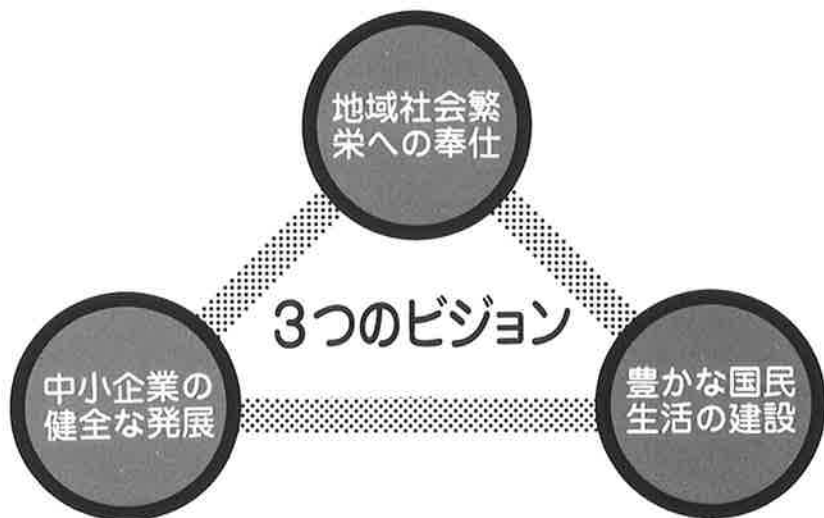 地域社会繁
栄への奉仕
3つのビジョン
中小企業の
健全な発展
豊かな国民
生活の建設